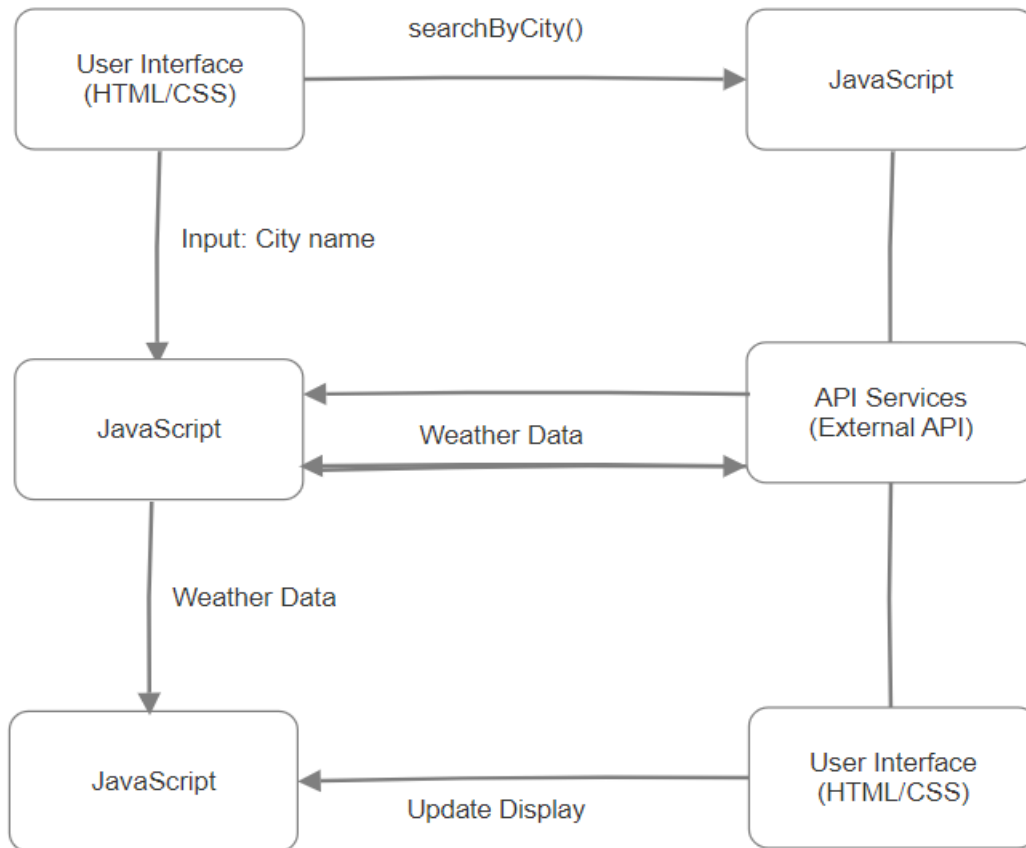 searchByCity()
User Interface
(HTML/CSS)
JavaScript
Input: City name
JavaScript
Weather Data
API Services
(External API)
Weather Data
JavaScript
Update Display
User Interface
(HTML/CSS)